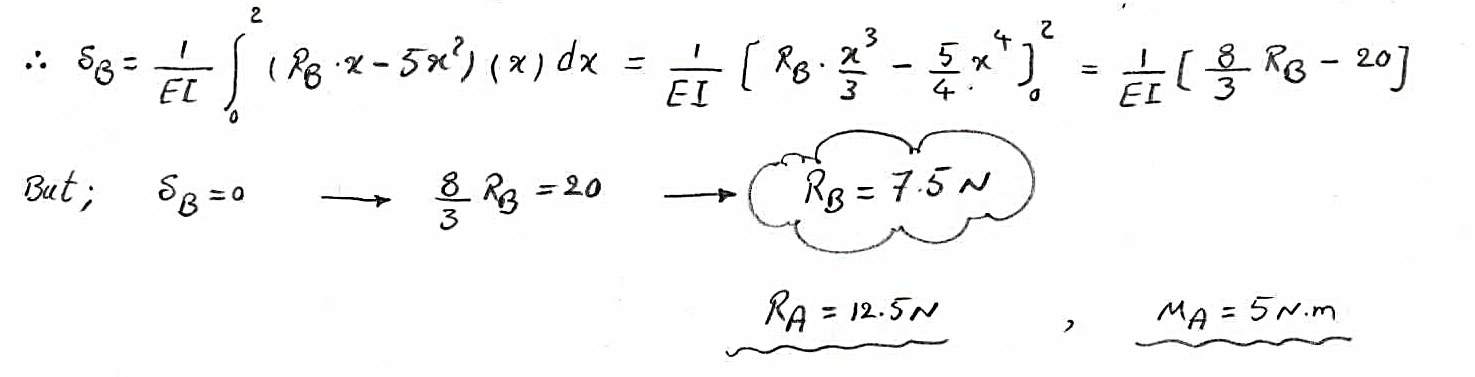 ∴ δ_B = 1/EI ∫₀² (R_B · x − 5x²) (x) dx = 1/EI [ R_B · x³/3 − 5/4 x⁴ ]₀² = 1/EI [ 8/3 R_B − 20 ]
But; δ_B = 0 → 8/3 R_B = 20 → R_B = 7.5 N
R_A = 12.5 N , M_A = 5 N.m